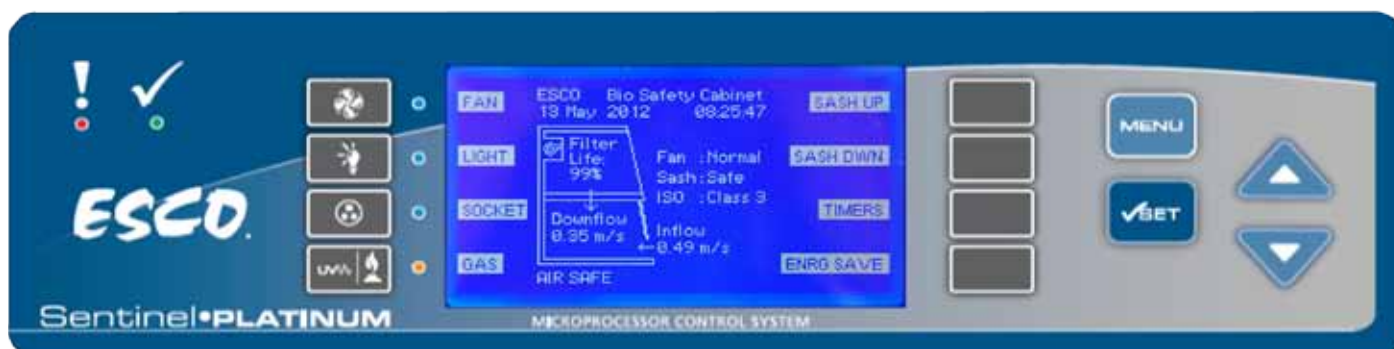 !
✓
ESCO.
Sentinel•PLATINUM
UV
FAN
LIGHT
SOCKET
GAS
ESCO Bio Safety Cabinet
13 May 2012 08:25:47
Filter
Life:
99%
Fan :Normal
Sash:Safe
ISO :Class 3
Downflow
0.35 m/s
Inflow
0.49 m/s
AIR SAFE
SASH UP
SASH DWN
TIMERS
ENRG SAVE
MICROPROCESSOR CONTROL SYSTEM
MENU
✓SET